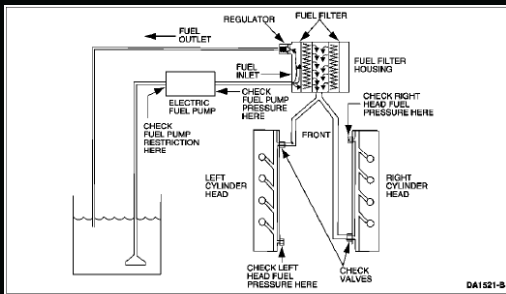 FUEL
OUTLET
REGULATOR
FUEL FILTER
FUEL
INLET
FUEL FILTER
HOUSING
ELECTRIC
FUEL PUMP
CHECK
FUEL PUMP
PRESSURE
HERE
CHECK
FUEL PUMP
RESTRICTION
HERE
CHECK RIGHT
HEAD FUEL
PRESSURE HERE
FRONT
LEFT
CYLINDER
HEAD
RIGHT
CYLINDER
HEAD
CHECK LEFT
HEAD FUEL
PRESSURE HERE
CHECK
VALVES
DA1521-B